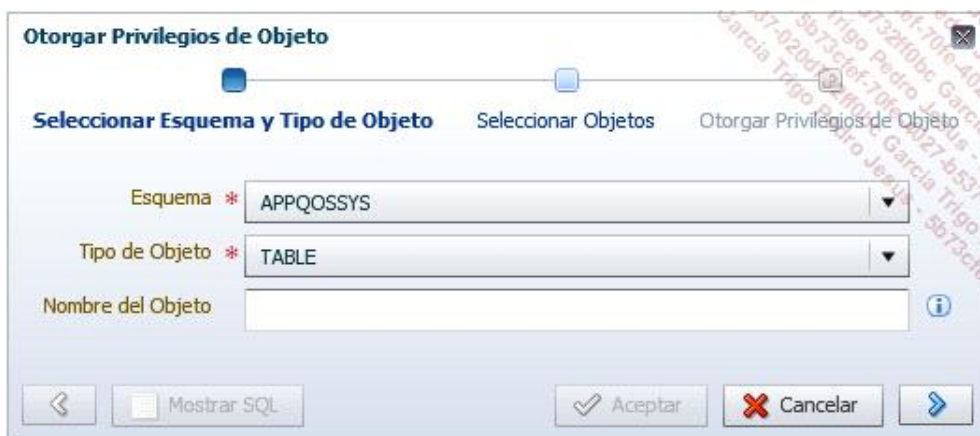 Otorgar Privilegios de Objeto
Seleccionar Esquema y Tipo de Objeto Seleccionar Objetos Otorgar Privilegios de Objeto
Esquema * APPQOSSYS
Tipo de Objeto * TABLE
Nombre del Objeto
Mostrar SQL Aceptar Cancelar